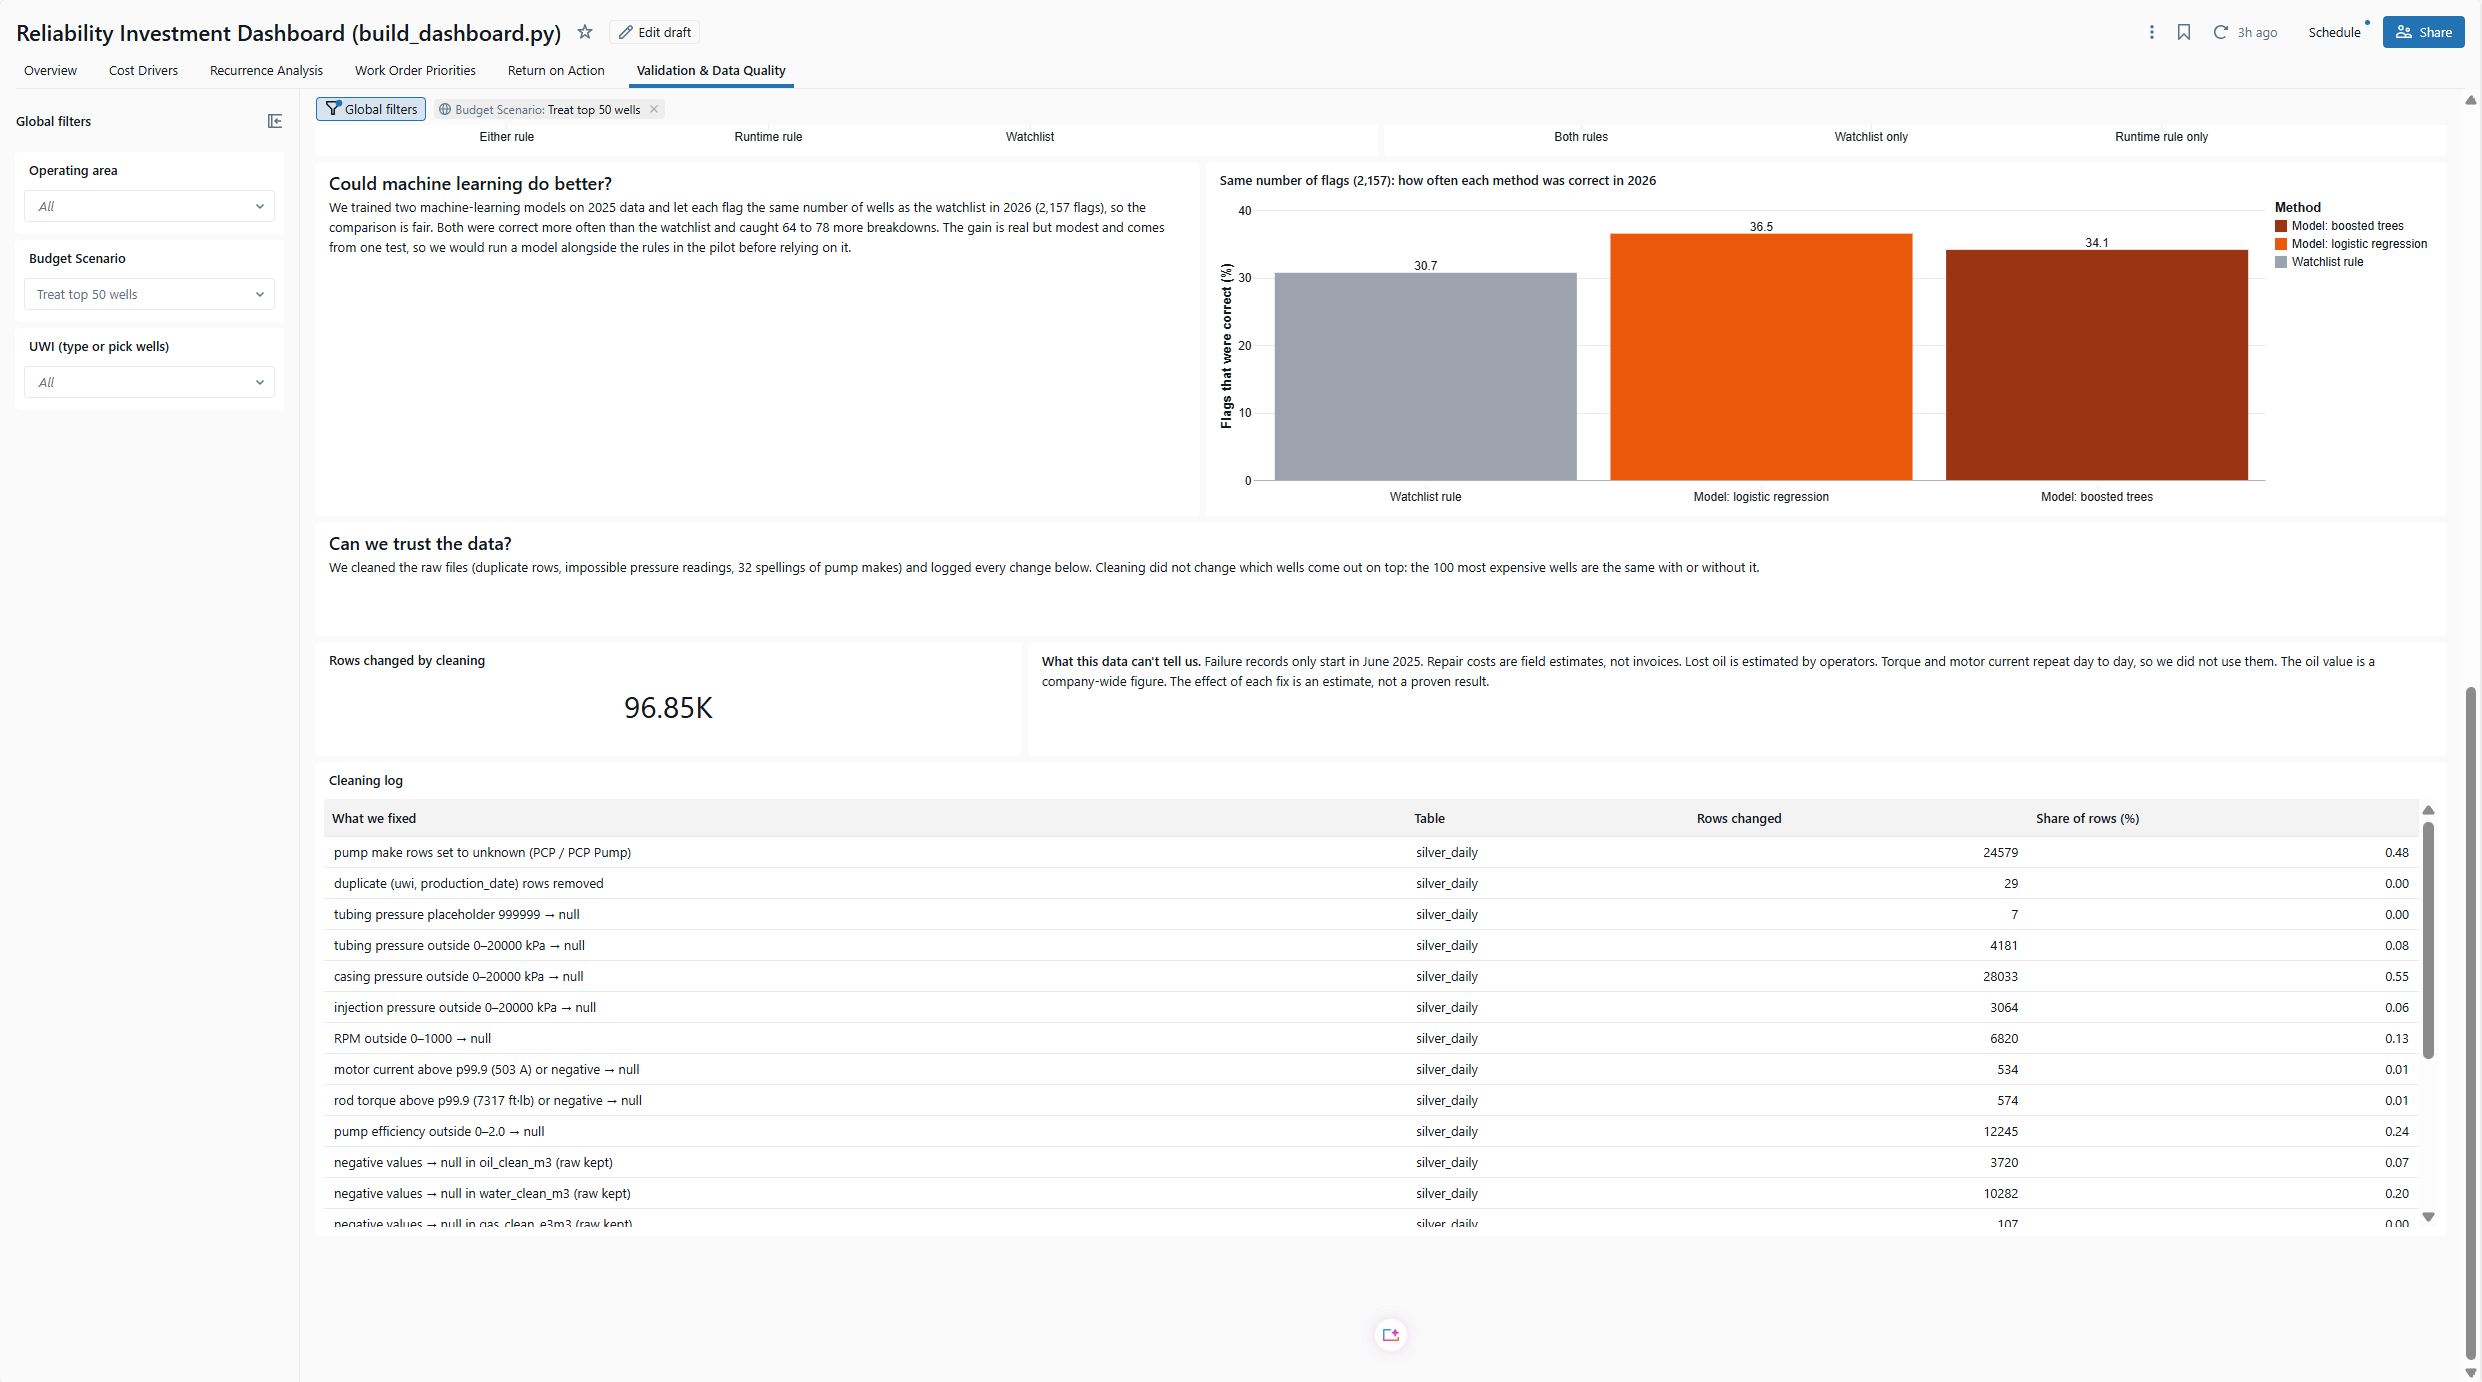 Reliability Investment Dashboard (build_dashboard.py)
Edit draft
3h ago
Schedule
Share
Overview
Cost Drivers
Recurrence Analysis
Work Order Priorities
Return on Action
Validation & Data Quality
Global filters
Operating area
All
Budget Scenario
Treat top 50 wells
UWI (type or pick wells)
All
Global filters
Budget Scenario: Treat top 50 wells
Either rule
Runtime rule
Watchlist
Both rules
Watchlist only
Runtime rule only
Could machine learning do better?
We trained two machine-learning models on 2025 data and let each flag the same number of wells as the watchlist in 2026 (2,157 flags), so the
comparison is fair. Both were correct more often than the watchlist and caught 64 to 78 more breakdowns. The gain is real but modest and comes
from one test, so we would run a model alongside the rules in the pilot before relying on it.
Same number of flags (2,157): how often each method was correct in 2026
Flags that were correct (%)
40
30
20
10
0
30.7
36.5
34.1
Watchlist rule
Model: logistic regression
Model: boosted trees
Method
Model: boosted trees
Model: logistic regression
Watchlist rule
Can we trust the data?
We cleaned the raw files (duplicate rows, impossible pressure readings, 32 spellings of pump makes) and logged every change below. Cleaning did not change which wells come out on top: the 100 most expensive wells are the same with or without it.
Rows changed by cleaning
96.85K
What this data can't tell us. Failure records only start in June 2025. Repair costs are field estimates, not invoices. Lost oil is estimated by operators. Torque and motor current repeat day to day, so we did not use them. The oil value is a
company-wide figure. The effect of each fix is an estimate, not a proven result.
Cleaning log
What we fixed Table Rows changed Share of rows (%)
pump make rows set to unknown (PCP / PCP Pump) silver_daily 24579 0.48
duplicate (uwi, production_date) rows removed silver_daily 29 0.00
tubing pressure placeholder 999999 → null silver_daily 7 0.00
tubing pressure outside 0–20000 kPa → null silver_daily 4181 0.08
casing pressure outside 0–20000 kPa → null silver_daily 28033 0.55
injection pressure outside 0–20000 kPa → null silver_daily 3064 0.06
RPM outside 0–1000 → null silver_daily 6820 0.13
motor current above p99.9 (503 A) or negative → null silver_daily 534 0.01
rod torque above p99.9 (7317 ft·lb) or negative → null silver_daily 574 0.01
pump efficiency outside 0–2.0 → null silver_daily 12245 0.24
negative values → null in oil_clean_m3 (raw kept) silver_daily 3720 0.07
negative values → null in water_clean_m3 (raw kept) silver_daily 10282 0.20
negative values → null in gas_clean_e3m3 (raw kept) silver_daily 107 0.00